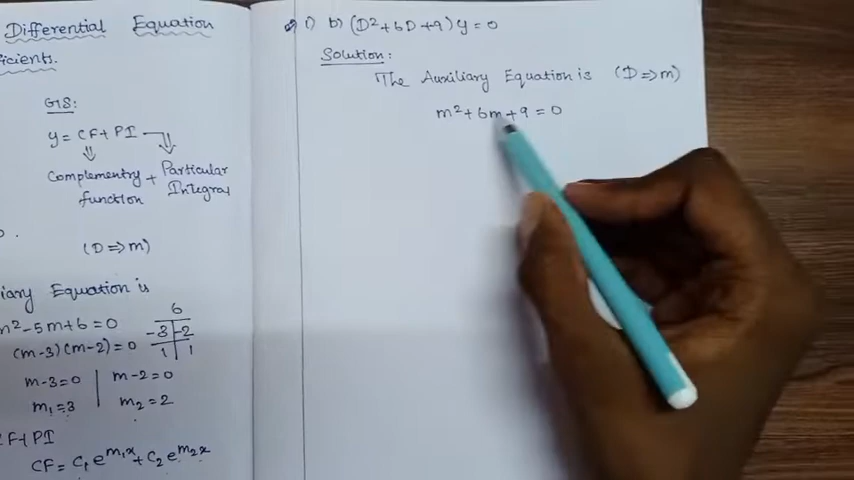 Differential Equation
icients.
GS:
y = CF + PI
Complementry + Particular
function Integral
(D => m)
iary Equation is
m²-5m+6=0
6
(m-3)(m-2)=0
-3 -2
1 1
m-3=0 m-2=0
m₁=3 m₂=2
CF+PI
CF = C₁e^m₁x + C₂e^m₂x
1) b) (D²+6D+9)y=0
Solution:
The Auxiliary Equation is (D=>m)
m²+6m+9=0